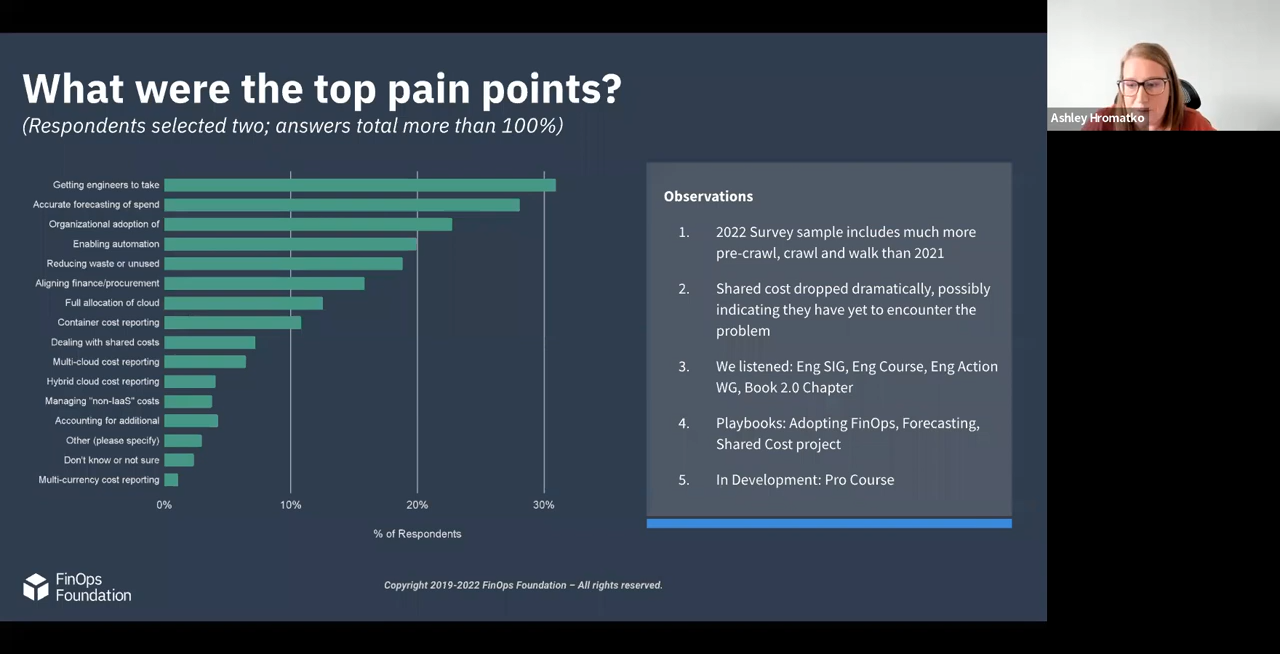 What were the top pain points?
(Respondents selected two; answers total more than 100%)
Getting engineers to take
Accurate forecasting of spend
Organizational adoption of
Enabling automation
Reducing waste or unused
Aligning finance/procurement
Full allocation of cloud
Container cost reporting
Dealing with shared costs
Multi-cloud cost reporting
Hybrid cloud cost reporting
Managing "non-IaaS" costs
Accounting for additional
Other (please specify)
Don't know or not sure
Multi-currency cost reporting
0%
10%
20%
30%
% of Respondents
Observations
1. 2022 Survey sample includes much more
pre-crawl, crawl and walk than 2021
2. Shared cost dropped dramatically, possibly
indicating they have yet to encounter the
problem
3. We listened: Eng SIG, Eng Course, Eng Action
WG, Book 2.0 Chapter
4. Playbooks: Adopting FinOps, Forecasting,
Shared Cost project
5. In Development: Pro Course
FinOps
Foundation
Copyright 2019-2022 FinOps Foundation – All rights reserved.
Ashley Hromatko